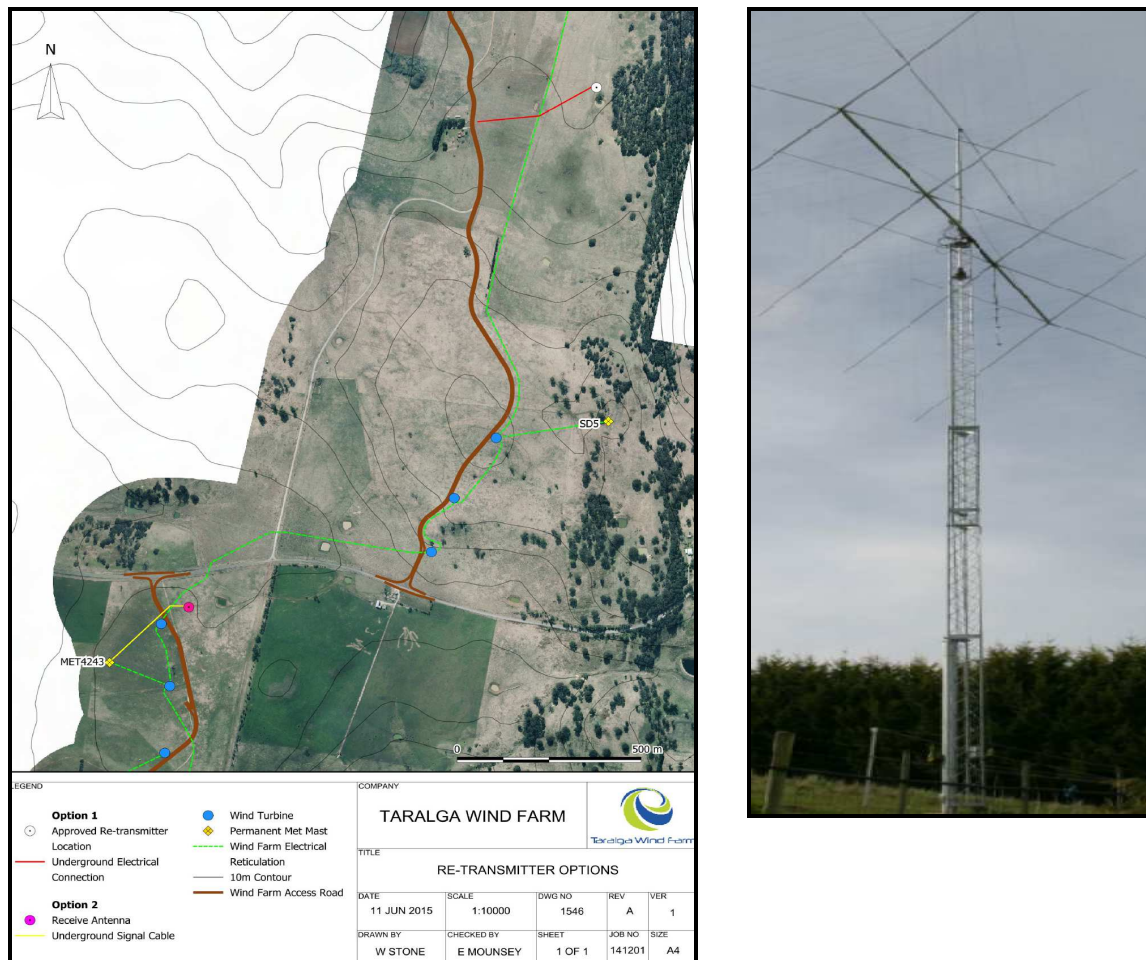 N
SD5
MET4243
0
500 m
LEGEND
Option 1
Approved Re-transmitter
Location
Underground Electrical
Connection
Option 2
Receive Antenna
Underground Signal Cable
Wind Turbine
Permanent Met Mast
Wind Farm Electrical
Reticulation
10m Contour
Wind Farm Access Road
COMPANY
TARALGA WIND FARM
Taralga Wind Farm
TITLE
RE-TRANSMITTER OPTIONS
DATE
11 JUN 2015
SCALE
1:10000
DWG NO
1546
REV
A
VER
1
DRAWN BY
W STONE
CHECKED BY
E MOUNSEY
SHEET
1 OF 1
JOB NO
141201
SIZE
A4